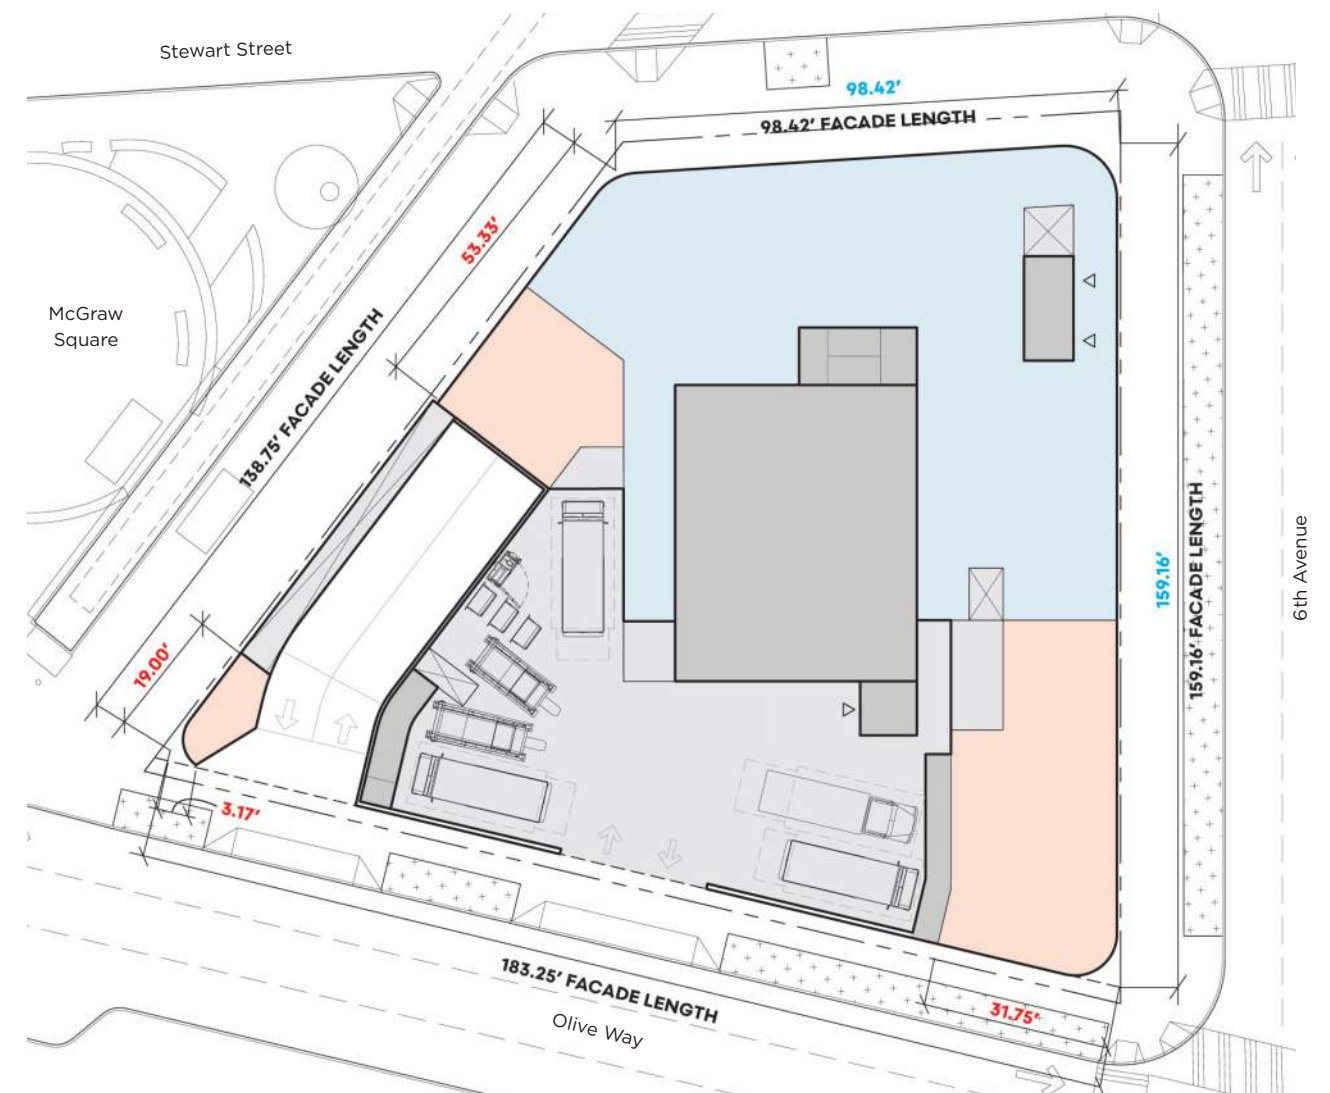 Stewart Street
98.42'
98.42' FACADE LENGTH
53.33'
McGraw
Square
138.75' FACADE LENGTH
159.16'
159.16' FACADE LENGTH
6th Avenue
19.00'
3.17'
183.25' FACADE LENGTH
31.75'
Olive Way